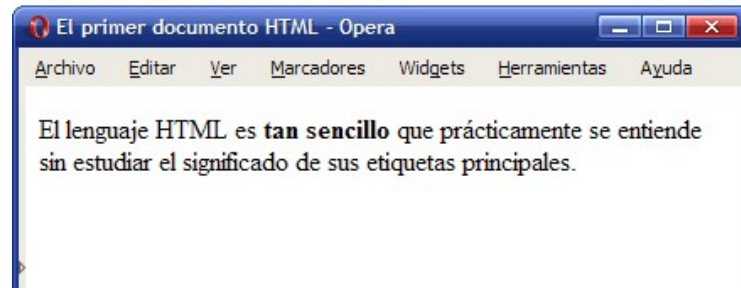 El primer documento HTML - Opera
Archivo Editar Ver Marcadores Widgets Herramientas Ayuda
El lenguaje HTML es tan sencillo que prácticamente se entiende
sin estudiar el significado de sus etiquetas principales.